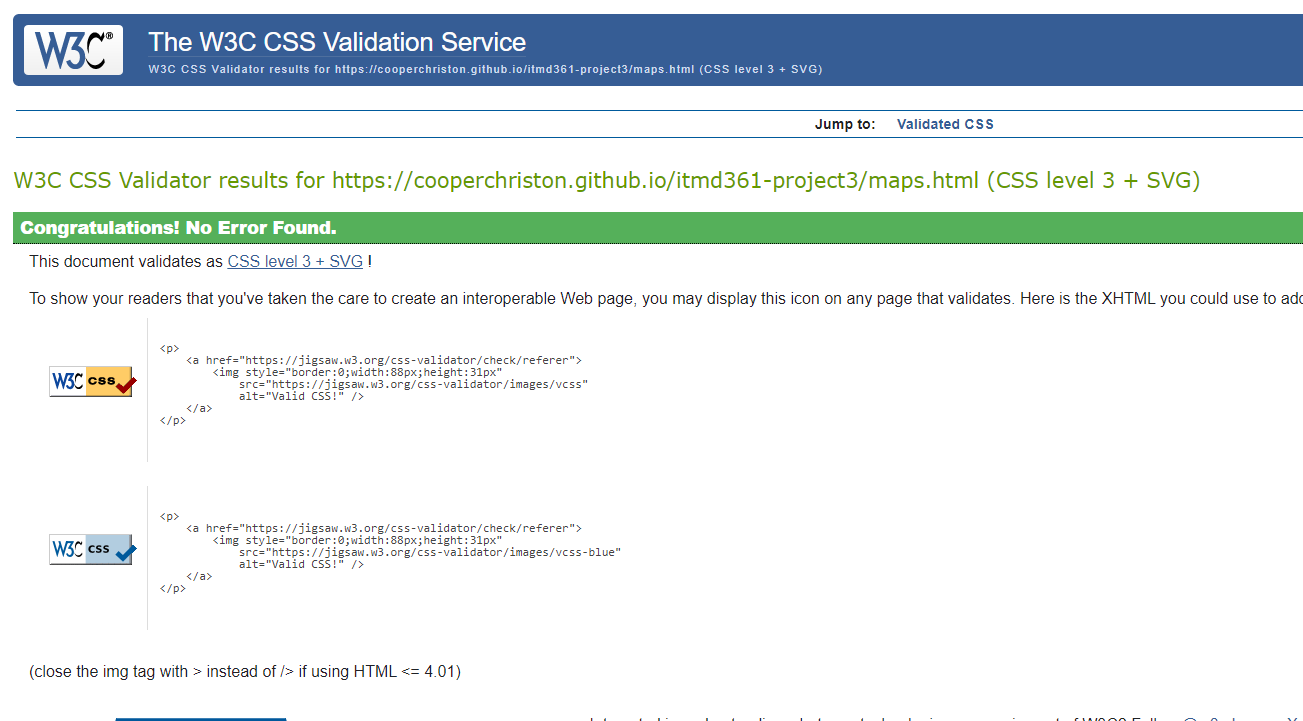 W3C®
The W3C CSS Validation Service
W3C CSS Validator results for https://cooperchriston.github.io/itmd361-project3/maps.html (CSS level 3 + SVG)
Jump to: Validated CSS
W3C CSS Validator results for https://cooperchriston.github.io/itmd361-project3/maps.html (CSS level 3 + SVG)
Congratulations! No Error Found.
This document validates as CSS level 3 + SVG !
To show your readers that you've taken the care to create an interoperable Web page, you may display this icon on any page that validates. Here is the XHTML you could use to
W3C css
<p>
<a href="https://jigsaw.w3.org/css-validator/check/referer">
<img style="border:0;width:88px;height:31px"
src="https://jigsaw.w3.org/css-validator/images/vcss"
alt="Valid CSS!" />
</a>
</p>
W3C css
<p>
<a href="https://jigsaw.w3.org/css-validator/check/referer">
<img style="border:0;width:88px;height:31px"
src="https://jigsaw.w3.org/css-validator/images/vcss-blue"
alt="Valid CSS!" />
</a>
</p>
(close the img tag with > instead of /> if using HTML <= 4.01)